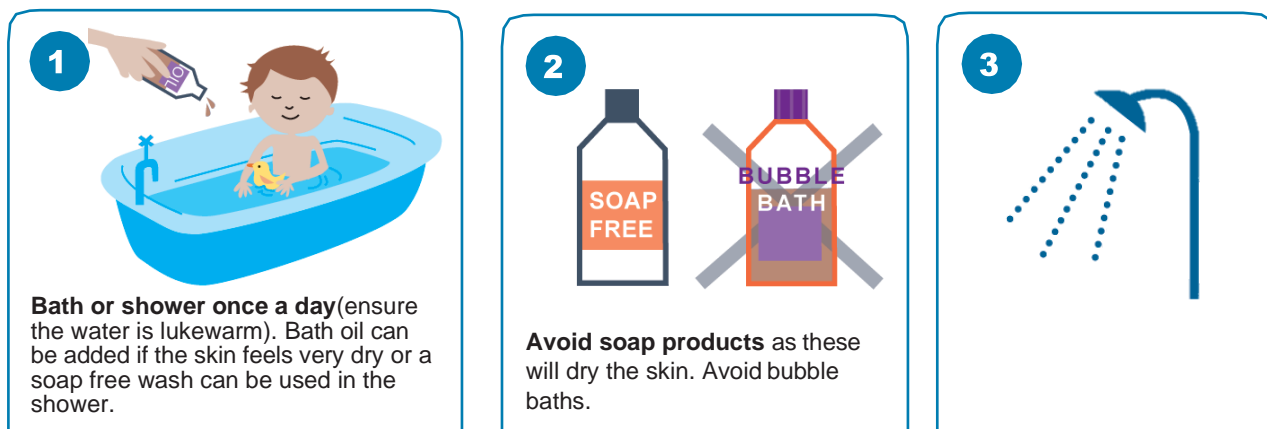 1
OIL
Bath or shower once a day(ensure
the water is lukewarm). Bath oil can
be added if the skin feels very dry or a
soap free wash can be used in the
shower.
2
SOAP
FREE
BUBBLE
BATH
Avoid soap products as these
will dry the skin. Avoid bubble
baths.
3